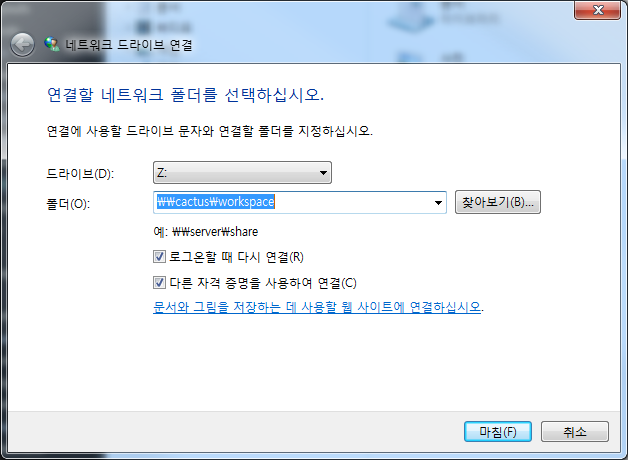 네트워크 드라이브 연결
연결할 네트워크 폴더를 선택하십시오.
연결에 사용할 드라이브 문자와 연결할 폴더를 지정하십시오.
드라이브(D): Z:
폴더(O): ₩₩cactus₩workspace 찾아보기(B)...
예: ₩₩server₩share
로그온할 때 다시 연결(R)
다른 자격 증명을 사용하여 연결(C)
문서와 그림을 저장하는 데 사용할 웹 사이트에 연결하십시오.
마침(F) 취소